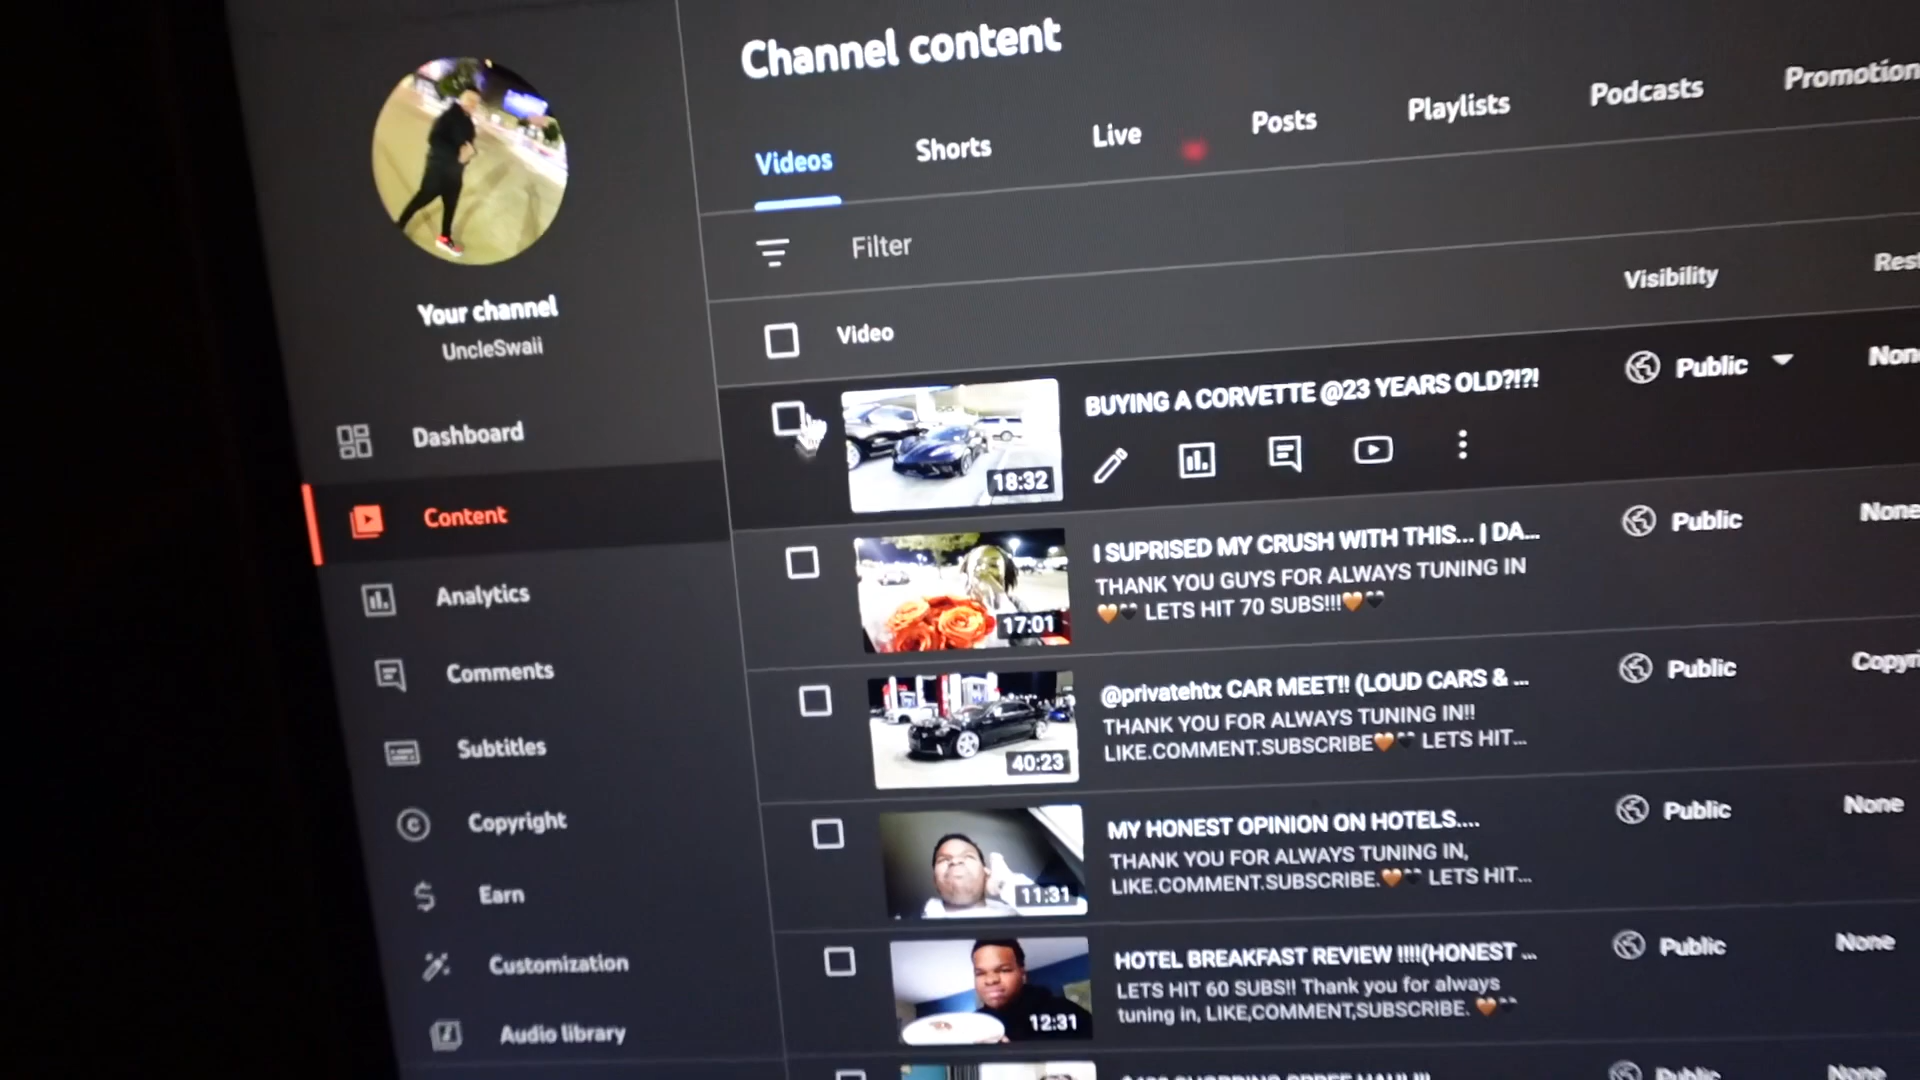 Channel content
Videos
Shorts
Live
Posts
Playlists
Podcasts
Promotion
Filter
Video
Visibility
Rest
Your channel
UncleSwaii
Dashboard
Content
Analytics
Comments
Subtitles
Copyright
Earn
Customization
Audio library
BUYING A CORVETTE @23 YEARS OLD?!?!
18:32
Public
Non
I SUPRISED MY CRUSH WITH THIS... | DA...
THANK YOU GUYS FOR ALWAYS TUNING IN
🧡🖤 LETS HIT 70 SUBS!!!🧡🖤
17:01
Public
None
@privatehtx CAR MEET!! (LOUD CARS & ...
THANK YOU FOR ALWAYS TUNING IN!!
LIKE.COMMENT.SUBSCRIBE🧡🖤 LETS HIT...
40:23
Public
Copyri
MY HONEST OPINION ON HOTELS....
THANK YOU FOR ALWAYS TUNING IN,
LIKE.COMMENT.SUBSCRIBE.🧡🖤 LETS HIT...
11:31
Public
None
HOTEL BREAKFAST REVIEW !!!!(HONEST ...
LETS HIT 60 SUBS!! Thank you for always
tuning in, LIKE,COMMENT,SUBSCRIBE. 🧡🖤
12:31
Public
None
Public
None